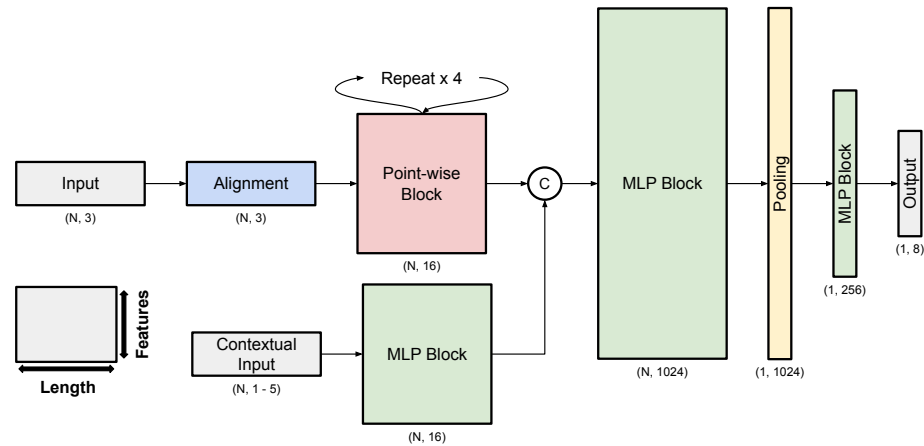 Repeat x 4
Input
(N, 3)
Alignment
(N, 3)
Point-wise
Block
(N, 16)
C
MLP Block
(N, 1024)
Pooling
(1, 1024)
MLP Block
(1, 256)
Output
(1, 8)
Features
Length
Contextual
Input
(N, 1 - 5)
MLP Block
(N, 16)